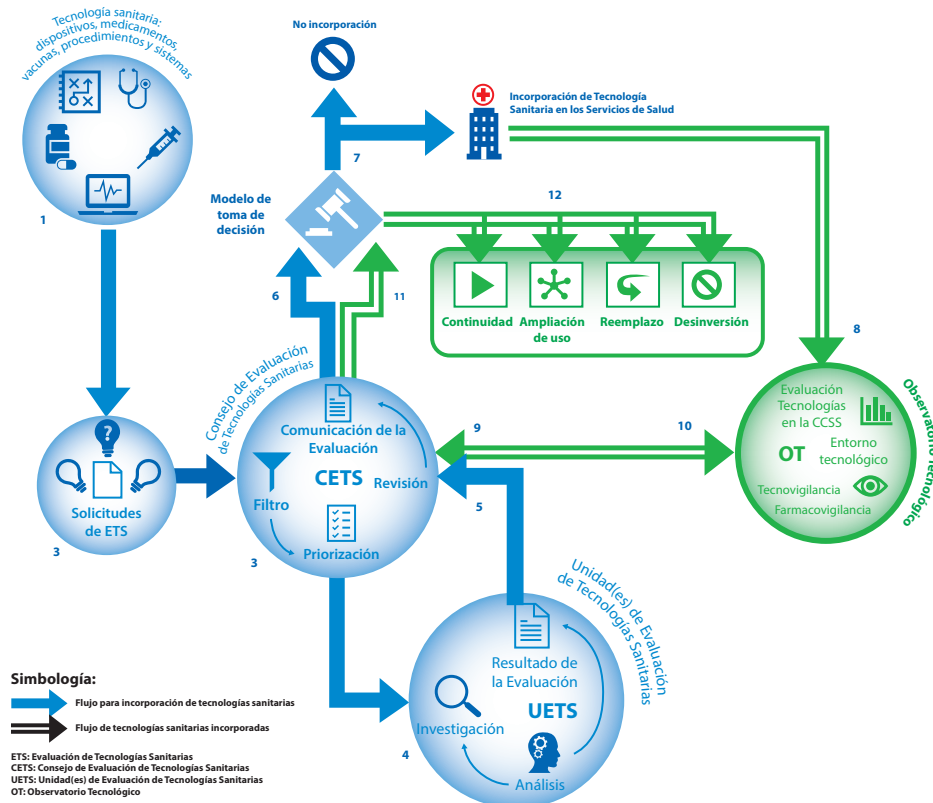 Tecnología sanitaria:
dispositivos, medicamentos,
vacunas, procedimientos y sistemas
1
No incorporación
7
Incorporación de Tecnología
Sanitaria en los Servicios de Salud
Modelo de
toma de
decisión
12
6
11
Continuidad
Ampliación
de uso
Reemplazo
Desinversión
8
Solicitudes
de ETS
3
Consejo de Evaluación
de Tecnologías Sanitarias
Comunicación de la
Evaluación
CETS
Revisión
Filtro
Priorización
3
9
10
5
Observatorio Tecnológico
Evaluación
Tecnologías
en la CCSS
OT
Entorno
tecnológico
Tecnovigilancia
Farmacovigilancia
Unidad(es) de Evaluación
de Tecnologías Sanitarias
Resultado de
la Evaluación
UETS
Investigación
Análisis
4
Simbología:
Flujo para incorporación de tecnologías sanitarias
Flujo de tecnologías sanitarias incorporadas
ETS: Evaluación de Tecnologías Sanitarias
CETS: Consejo de Evaluación de Tecnologías Sanitarias
UETS: Unidad(es) de Evaluación de Tecnologías Sanitarias
OT: Observatorio Tecnológico